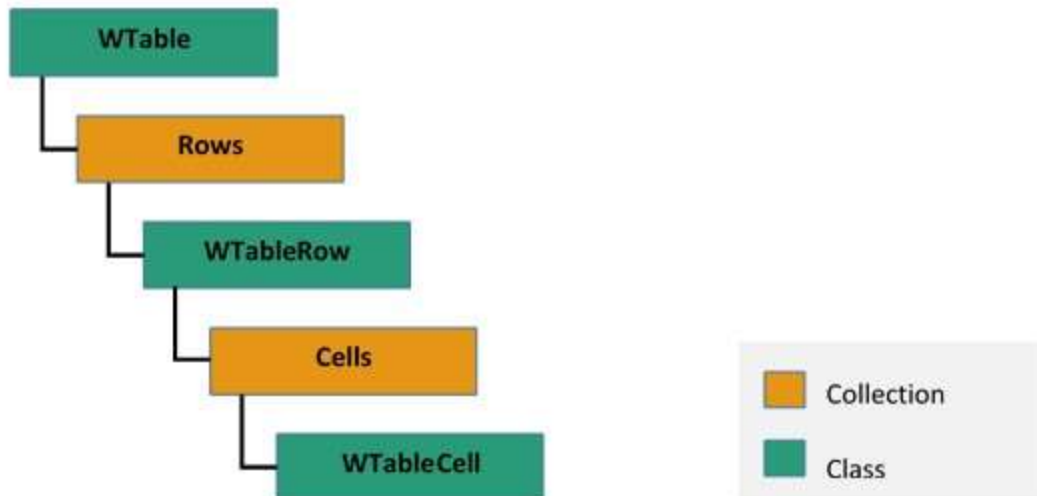 WTable
Rows
WTableRow
Cells
WTableCell
Collection
Class